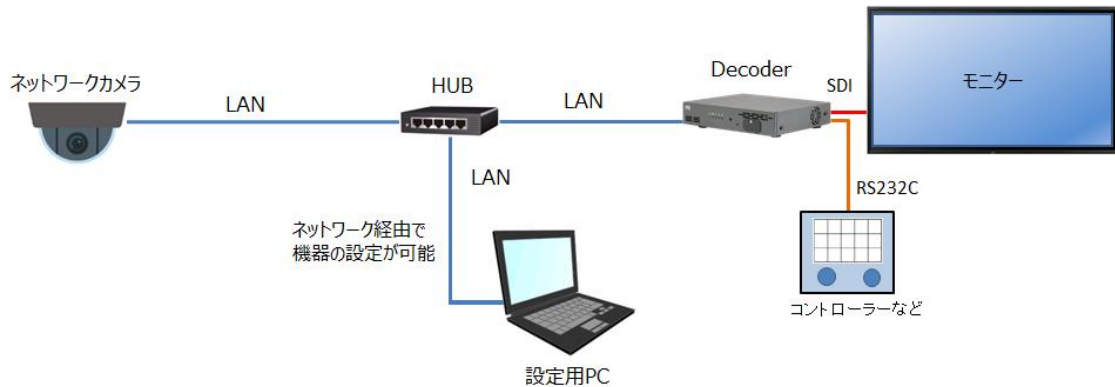 ネットワークカメラ
LAN
HUB
LAN
Decoder
SDI
モニター
LAN
RS232C
ネットワーク経由で
機器の設定が可能
コントローラーなど
設定用PC